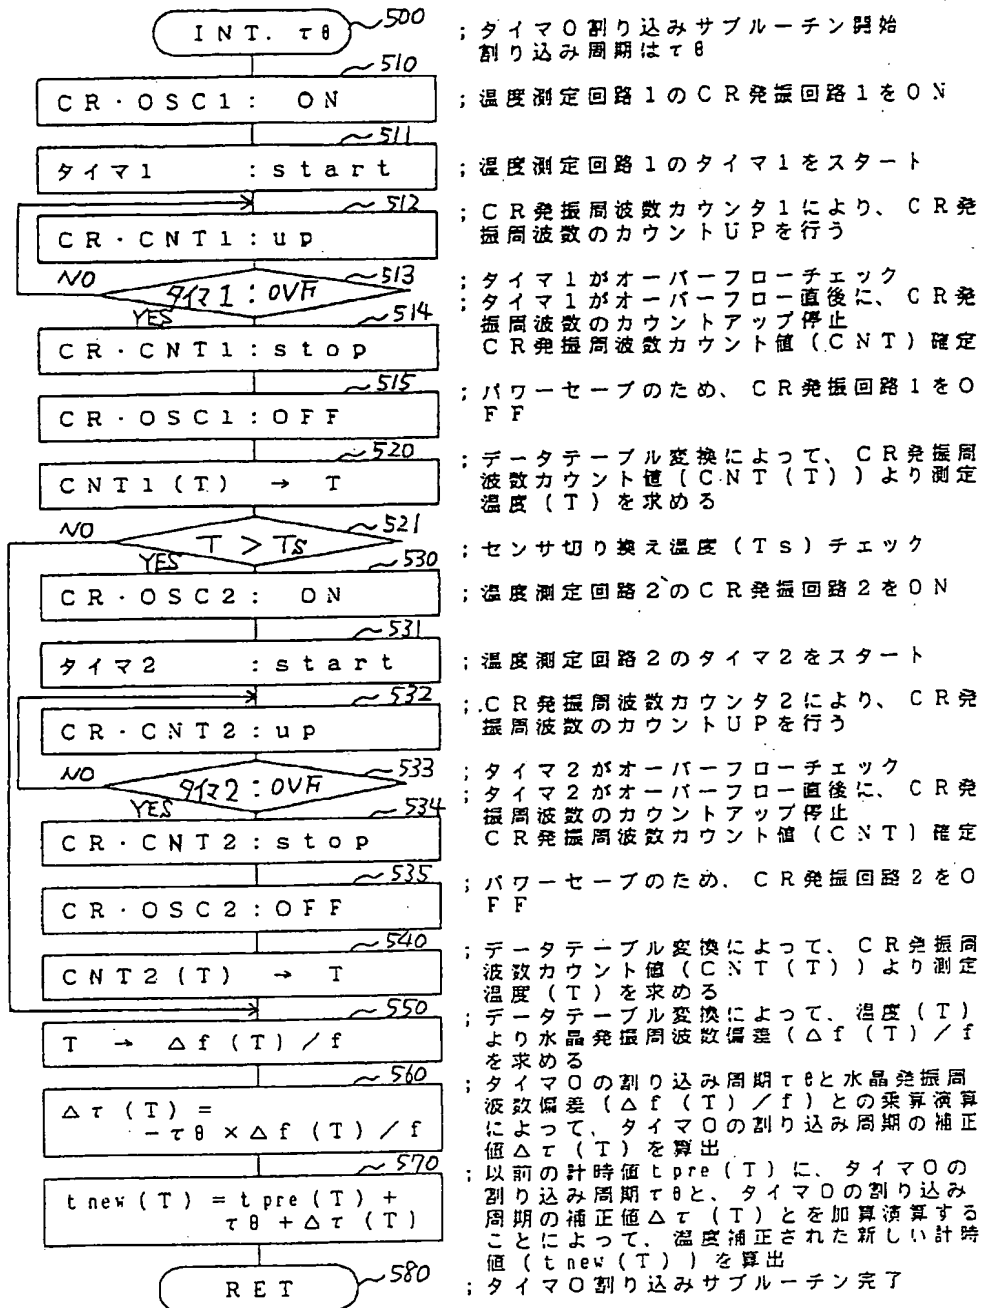 INT. τθ 500
;タイマ0割り込みサブルーチン開始
割り込み周期はτθ
510
CR・OSC1: ON
;温度測定回路1のCR発振回路1をON
511
タイマ1 :start
;温度測定回路1のタイマ1をスタート
512
CR・CNT1:up
;CR発振周波数カウンタ1により、CR発
振周波数のカウントUPを行う
NO
タイマ1:OVF
513
YES
;タイマ1がオーバーフローチェック
;タイマ1がオーバーフロー直後に、CR発
振周波数のカウントアップ停止
CR発振周波数カウント値(CNT)確定
514
CR・CNT1:stop
515
CR・OSC1:OFF
;パワーセーブのため、CR発振回路1をO
FF
520
CNT1(T) → T
;データテーブル変換によって、CR発振周
波数カウント値(CNT(T))より測定
温度(T)を求める
NO
T > Ts
521
YES
;センサ切り換え温度(Ts)チェック
530
CR・OSC2: ON
;温度測定回路2のCR発振回路2をON
531
タイマ2 :start
;温度測定回路2のタイマ2をスタート
532
CR・CNT2:up
;CR発振周波数カウンタ2により、CR発
振周波数のカウントUPを行う
NO
タイマ2:OVF
533
YES
;タイマ2がオーバーフローチェック
;タイマ2がオーバーフロー直後に、CR発
振周波数のカウントアップ停止
CR発振周波数カウント値(CNT)確定
534
CR・CNT2:stop
535
CR・OSC2:OFF
;パワーセーブのため、CR発振回路2をO
FF
540
CNT2(T) → T
;データテーブル変換によって、CR発振周
波数カウント値(CNT(T))より測定
温度(T)を求める
550
T → Δf(T)/f
;データテーブル変換によって、温度(T)
より水晶発振周波数偏差(Δf(T)/f
を求める
560
Δτ(T)=
-τθ×Δf(T)/f
;タイマ0の割り込み周期τθと水晶発振周
波数偏差(Δf(T)/f)との乗算演算
によって、タイマ0の割り込み周期の補正
値Δτ(T)を算出
570
tnew(T)=tpre(T)+
τθ+Δτ(T)
;以前の計時値tpre(T)に、タイマ0の
割り込み周期τθと、タイマ0の割り込み
周期の補正値Δτ(T)とを加算演算する
ことによって、温度補正された新しい計時
値(tnew(T))を算出
RET 580
;タイマ0割り込みサブルーチン完了